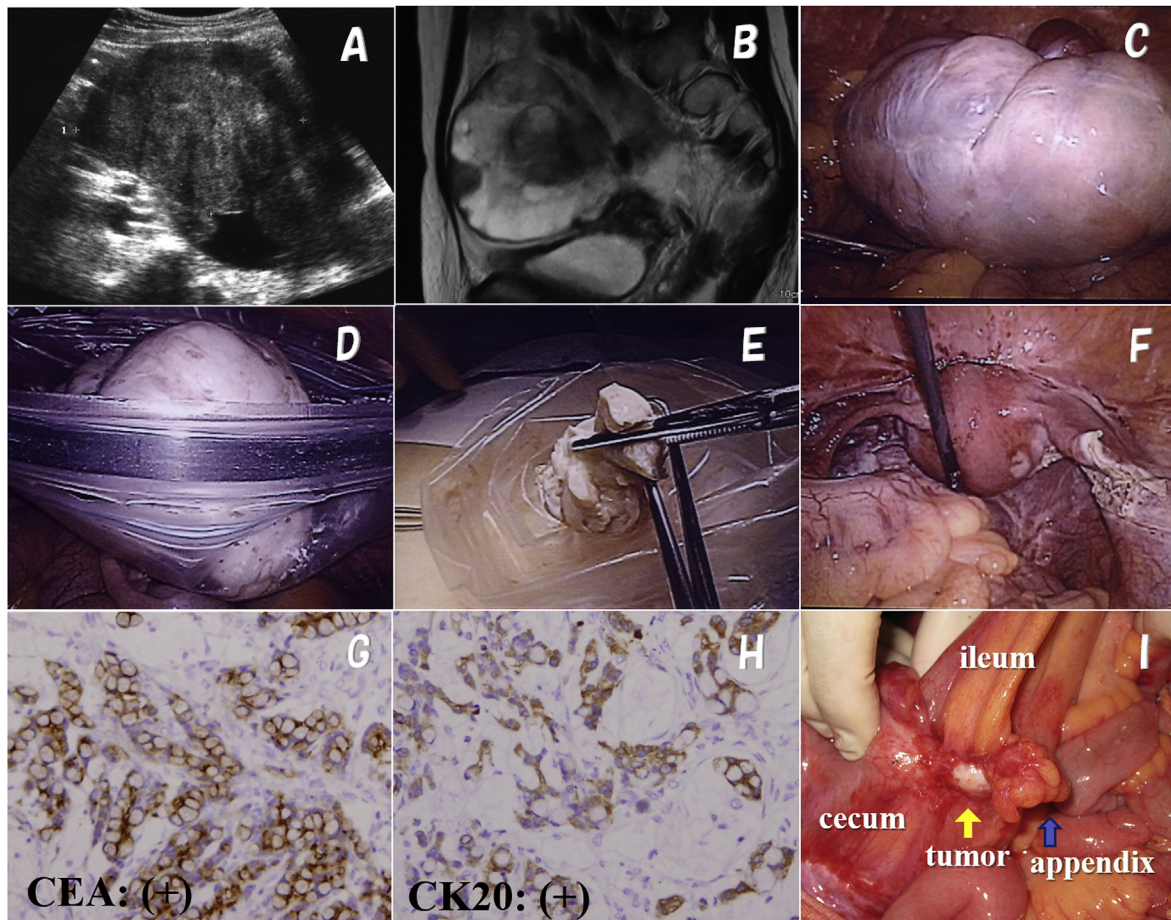 A
1
B
10cm
C
D
E
F
G
CEA: (+)
H
CK20: (+)
I
ileum
cecum
tumor
appendix